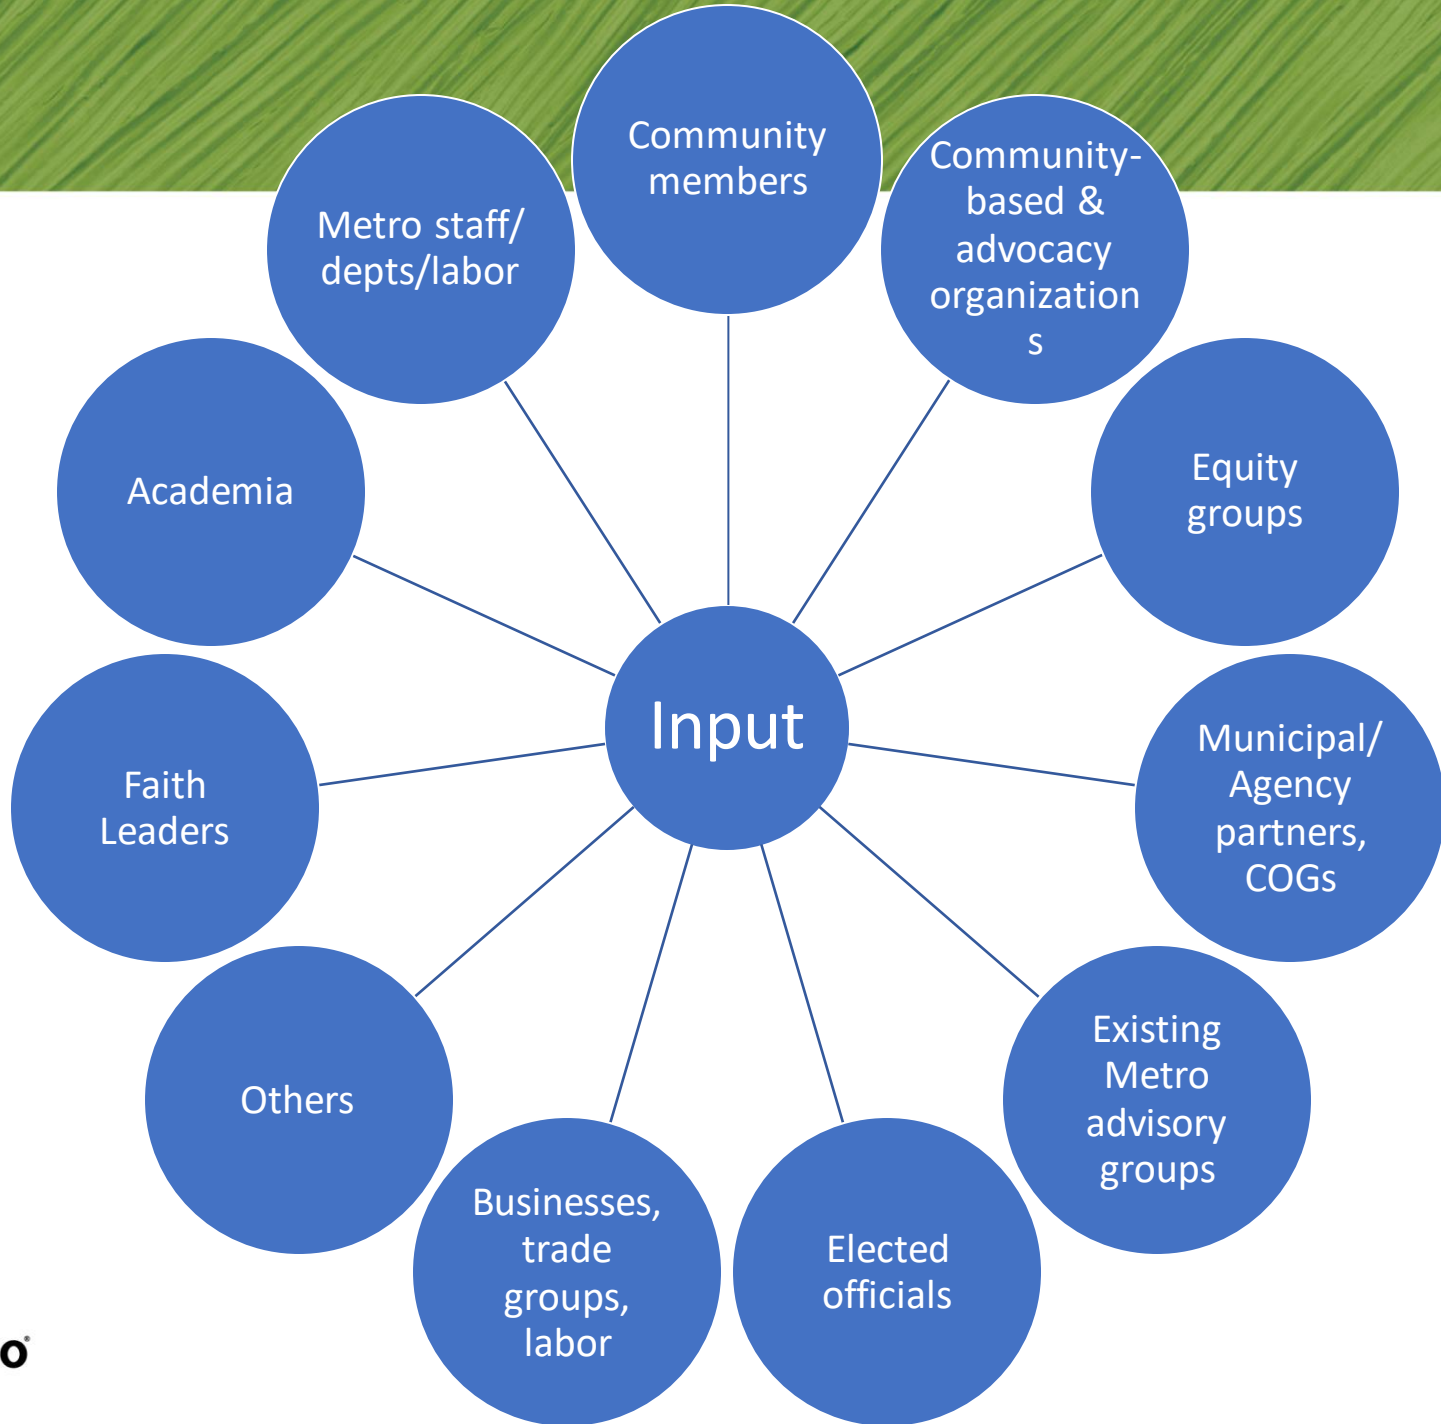 Community
members
Community-
based &
advocacy
organization
s
Equity
groups
Municipal/
Agency
partners,
COGs
Existing
Metro
advisory
groups
Elected
officials
Businesses,
trade
groups,
labor
Others
Faith
Leaders
Academia
Metro staff/
depts/labor
Input
o®